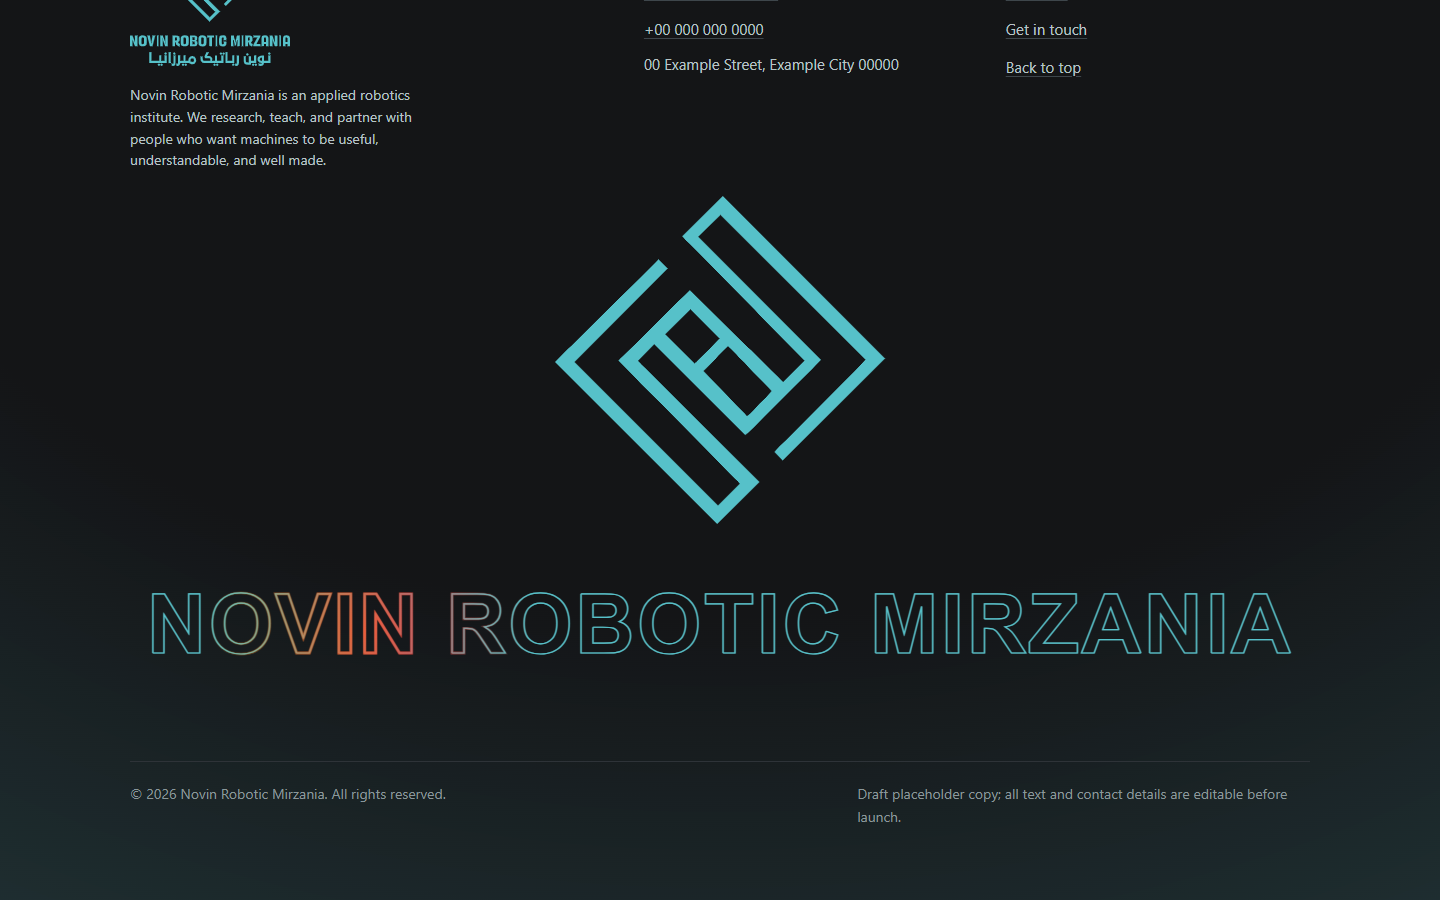 NOVIN ROBOTIC MIRZANIA
نوین رباتیک میرزانیا
Novin Robotic Mirzania is an applied robotics
institute. We research, teach, and partner with
people who want machines to be useful,
understandable, and well made.
+00 000 000 0000
00 Example Street, Example City 00000
Get in touch
Back to top
NOVIN ROBOTIC MIRZANIA
© 2026 Novin Robotic Mirzania. All rights reserved.
Draft placeholder copy; all text and contact details are editable before
launch.